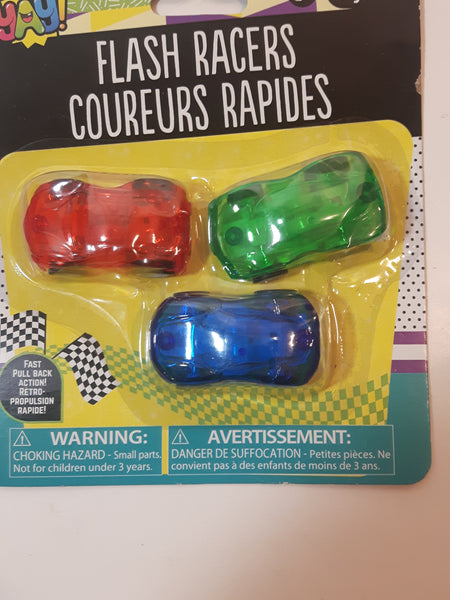 YAY!
FLASH RACERS
COUREURS RAPIDES
FAST
PULL BACK
ACTION!
RÉTRO-
PROPULSION
RAPIDE!
WARNING:
CHOKING HAZARD - Small parts.
Not for children under 3 years.
AVERTISSEMENT:
DANGER DE SUFFOCATION - Petites pièces. Ne
convient pas à des enfants de moins de 3 ans.